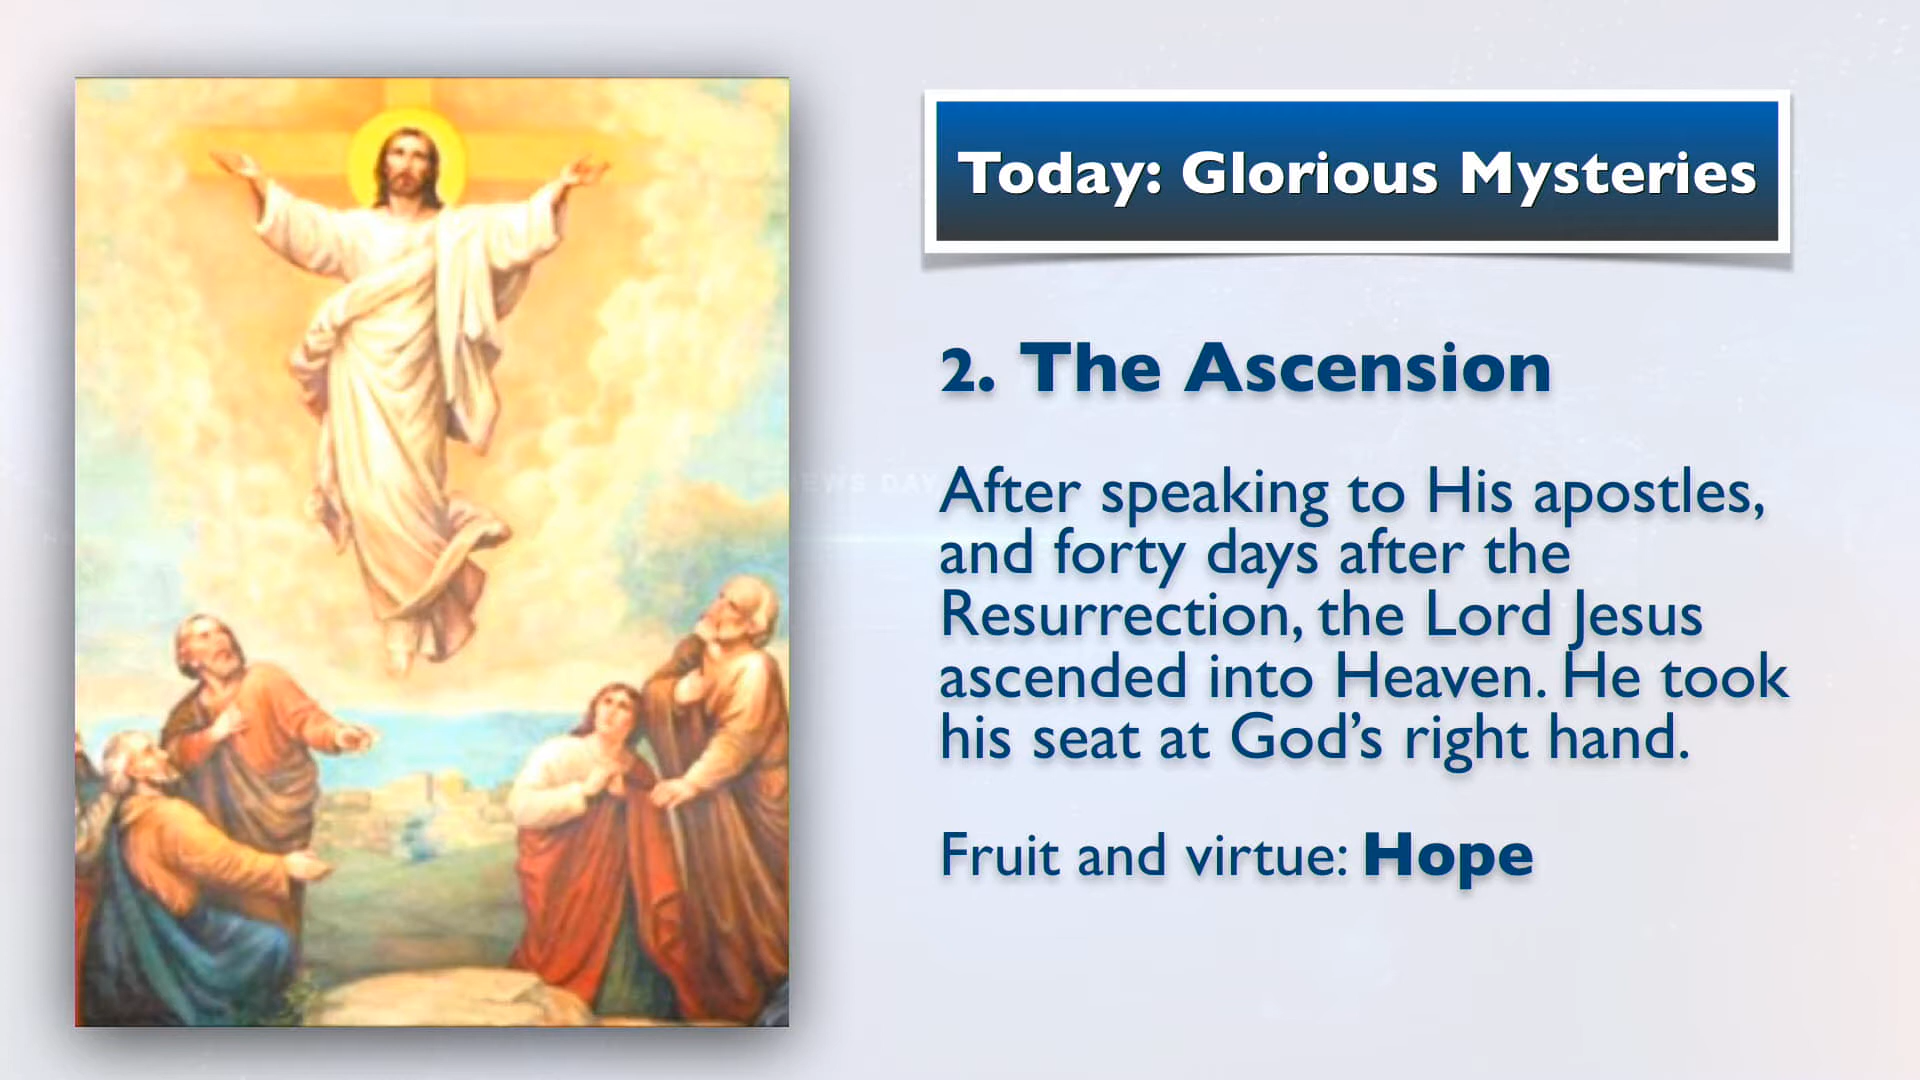 Today: Glorious Mysteries
2. The Ascension
After speaking to His apostles,
and forty days after the
Resurrection, the Lord Jesus
ascended into Heaven. He took
his seat at God’s right hand.
Fruit and virtue: Hope